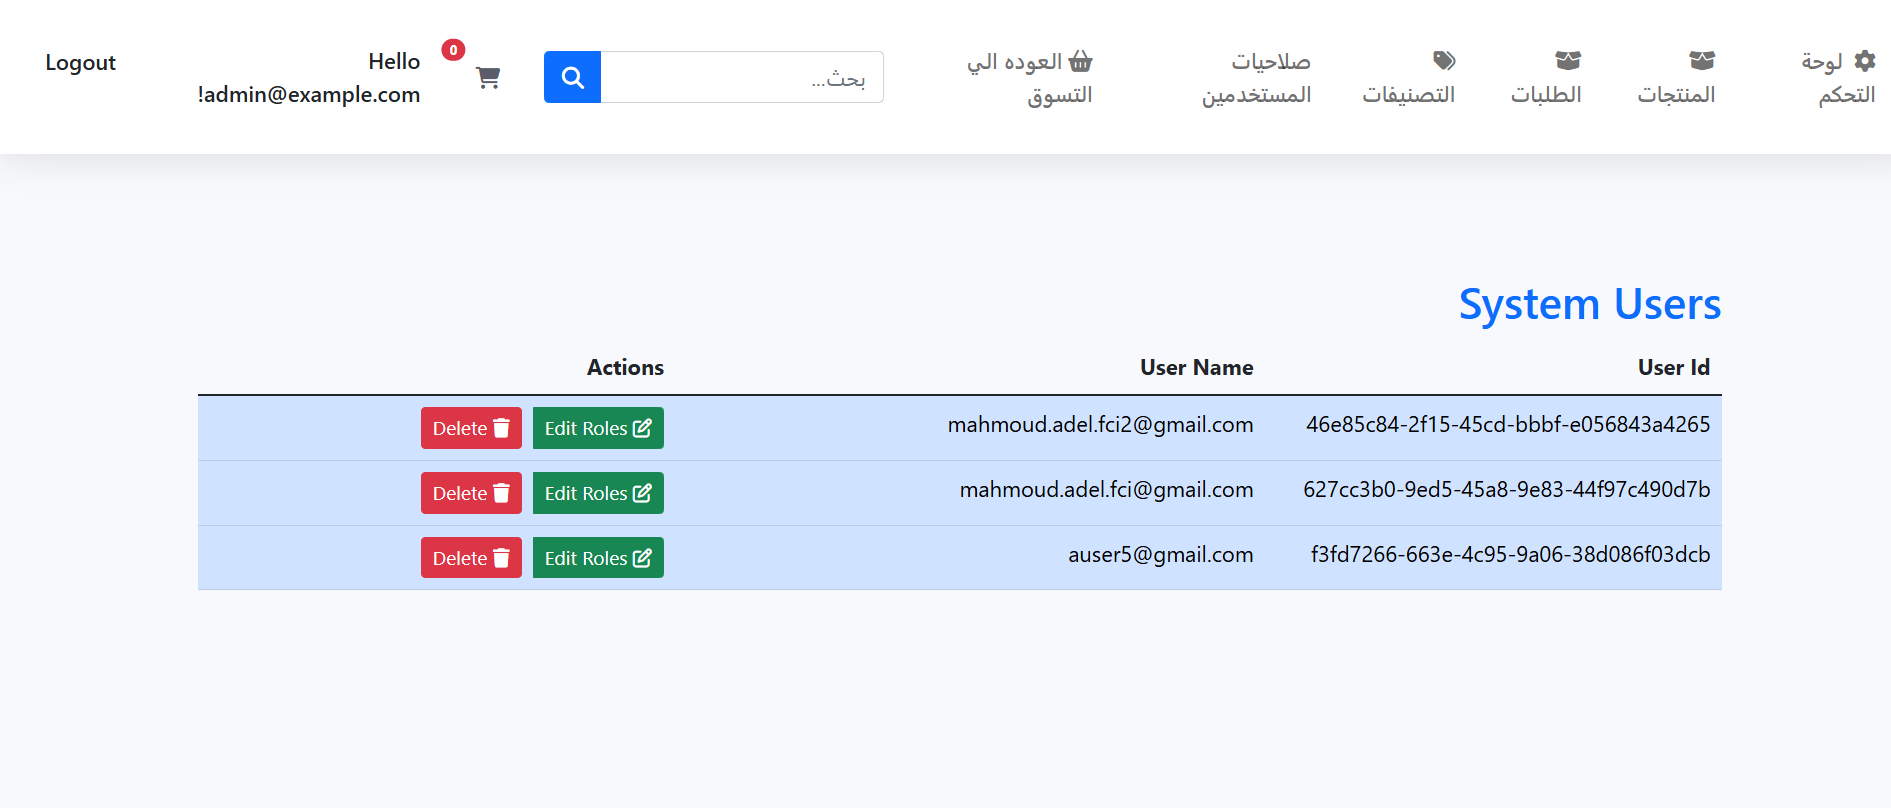 لوحة التحكم
المنتجات
الطلبات
التصنيفات
صلاحيات المستخدمين
العوده الي التسوق
بحث...
0
Hello admin@example.com!
Logout
System Users
User Id User Name Actions
46e85c84-2f15-45cd-bbbf-e056843a4265 mahmoud.adel.fci2@gmail.com Edit Roles Delete
627cc3b0-9ed5-45a8-9e83-44f97c490d7b mahmoud.adel.fci@gmail.com Edit Roles Delete
f3fd7266-663e-4c95-9a06-38d086f03dcb auser5@gmail.com Edit Roles Delete